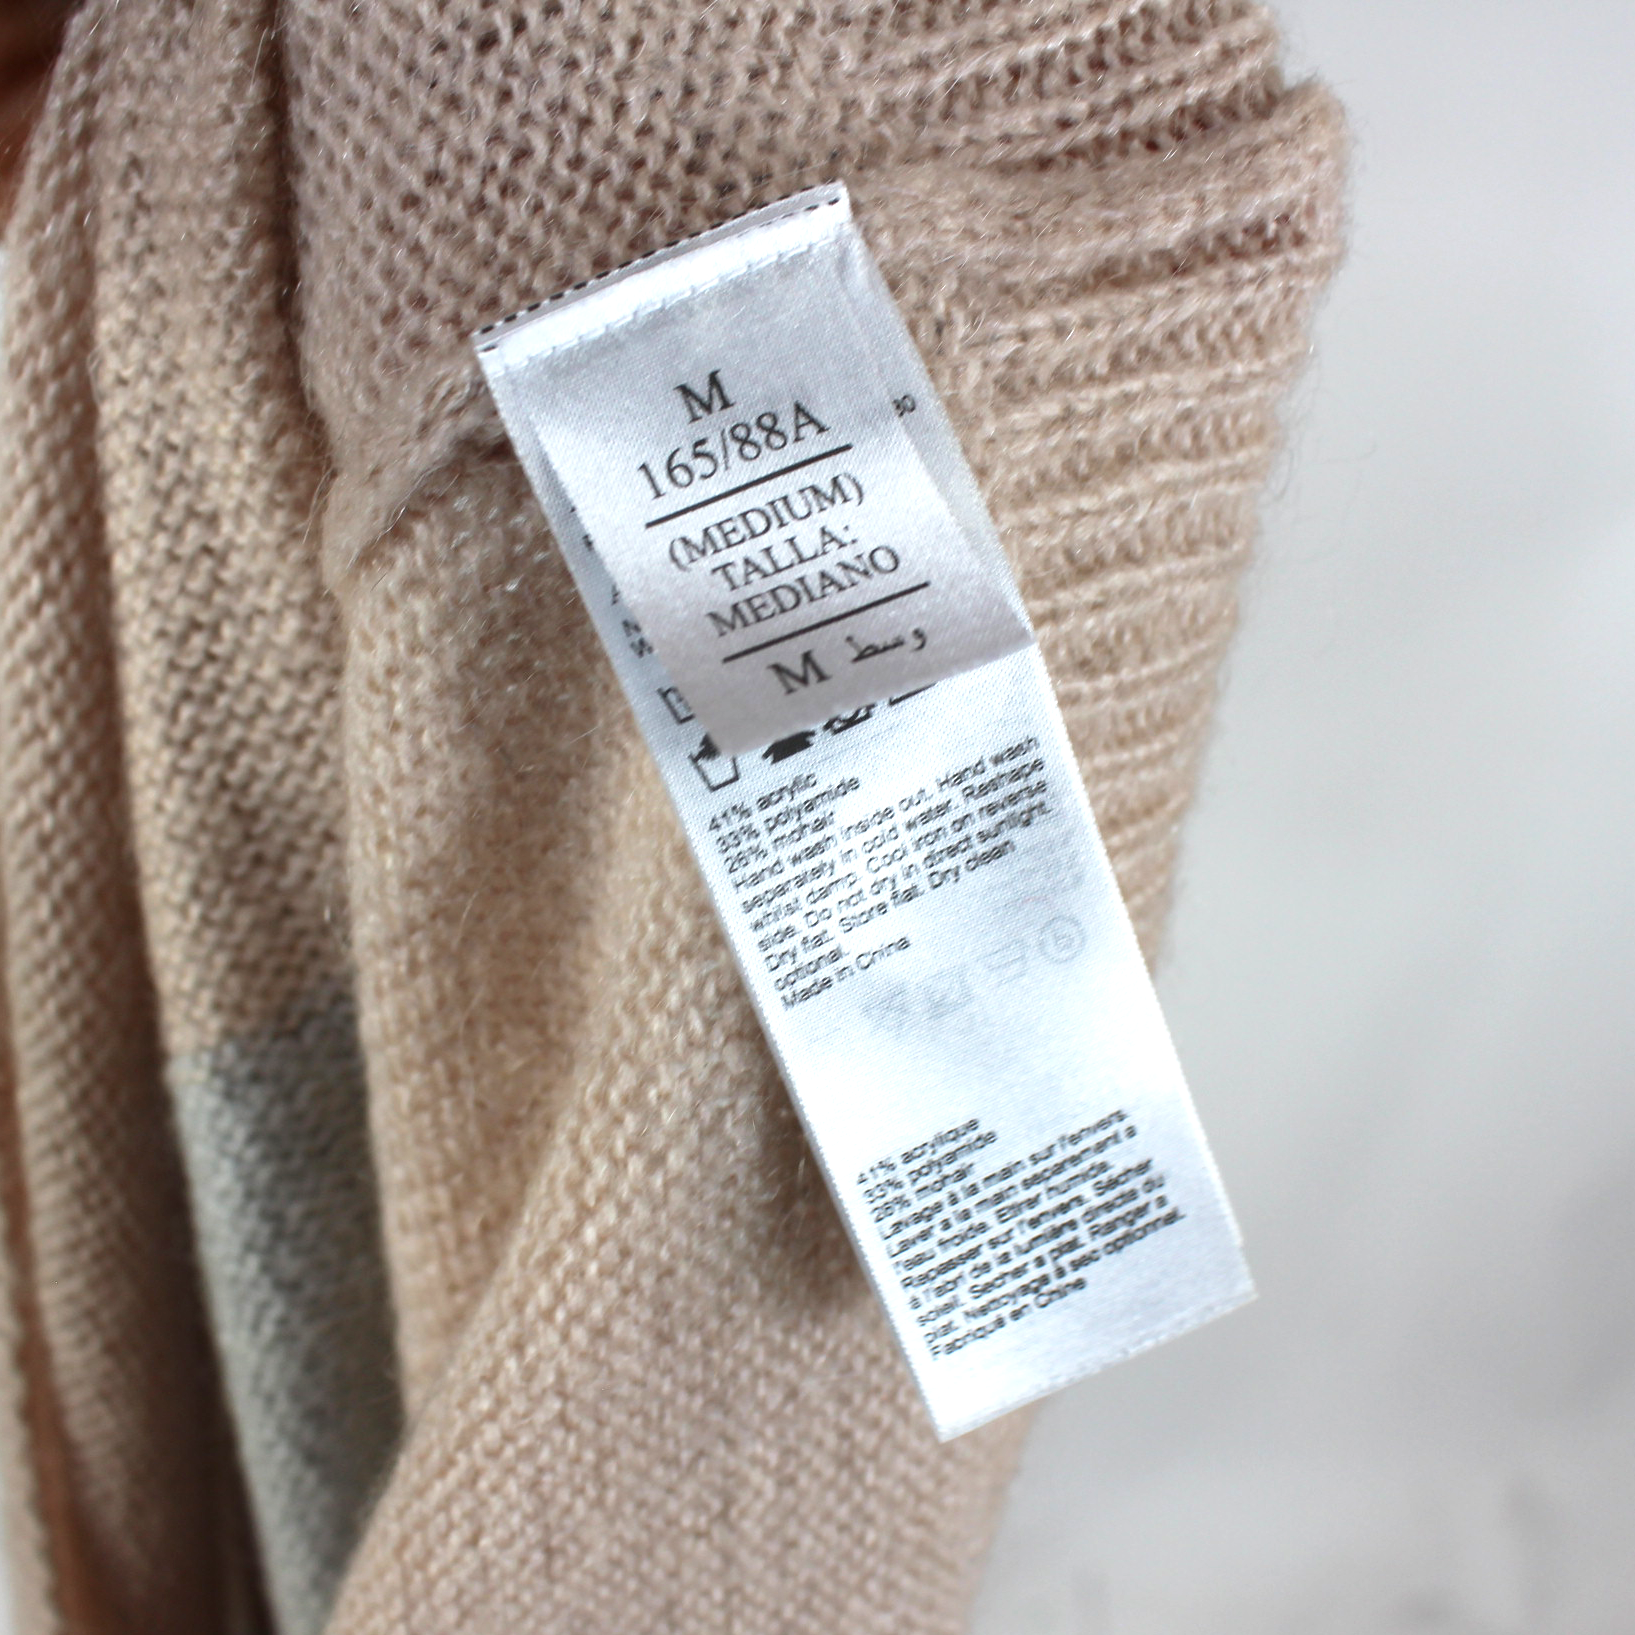 M
165/88A
(MEDIUM)
TALLA:
MEDIANO
M وسط
41% acrylic
33% polyamide
26% mohair
Hand wash inside out. Hand wash
separately in cold water. Reshape
whilst damp. Cool iron on reverse
side. Do not dry in direct sunlight.
Dry flat. Store flat. Dry clean
optional.
Made in China
41% acrylique
33% polyamide
26% mohair
Lavage à la main sur l'envers.
Laver a la main séparément a
l'eau froide. Etirer humide.
Repasser sur l'envers. Sécher
a l'abri de la lumière directe du
soleil. Secher a plat. Ranger a
plat. Nettoyage à sec optionnel.
Fabriqué en Chine